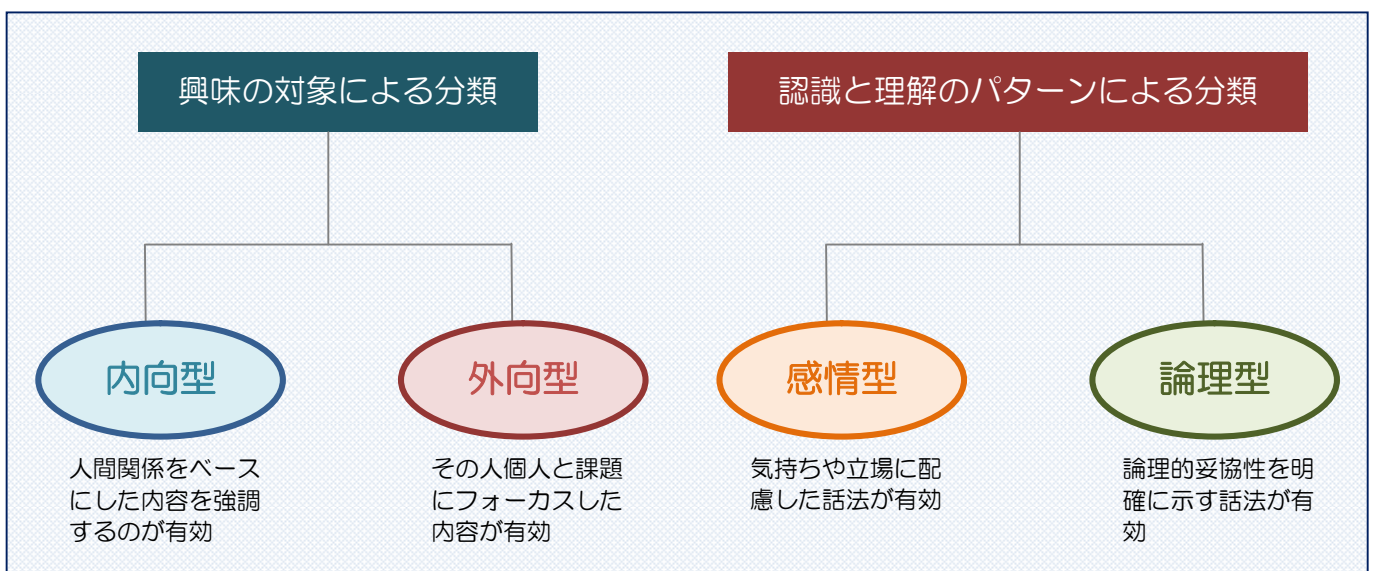 興味の対象による分類
認識と理解のパターンによる分類
内向型
外向型
感情型
論理型
人間関係をベース
にした内容を強調
するのが有効
その人個人と課題
にフォーカスした
内容が有効
気持ちや立場に配
慮した話法が有効
論理的妥協性を明
確に示す話法が有
効